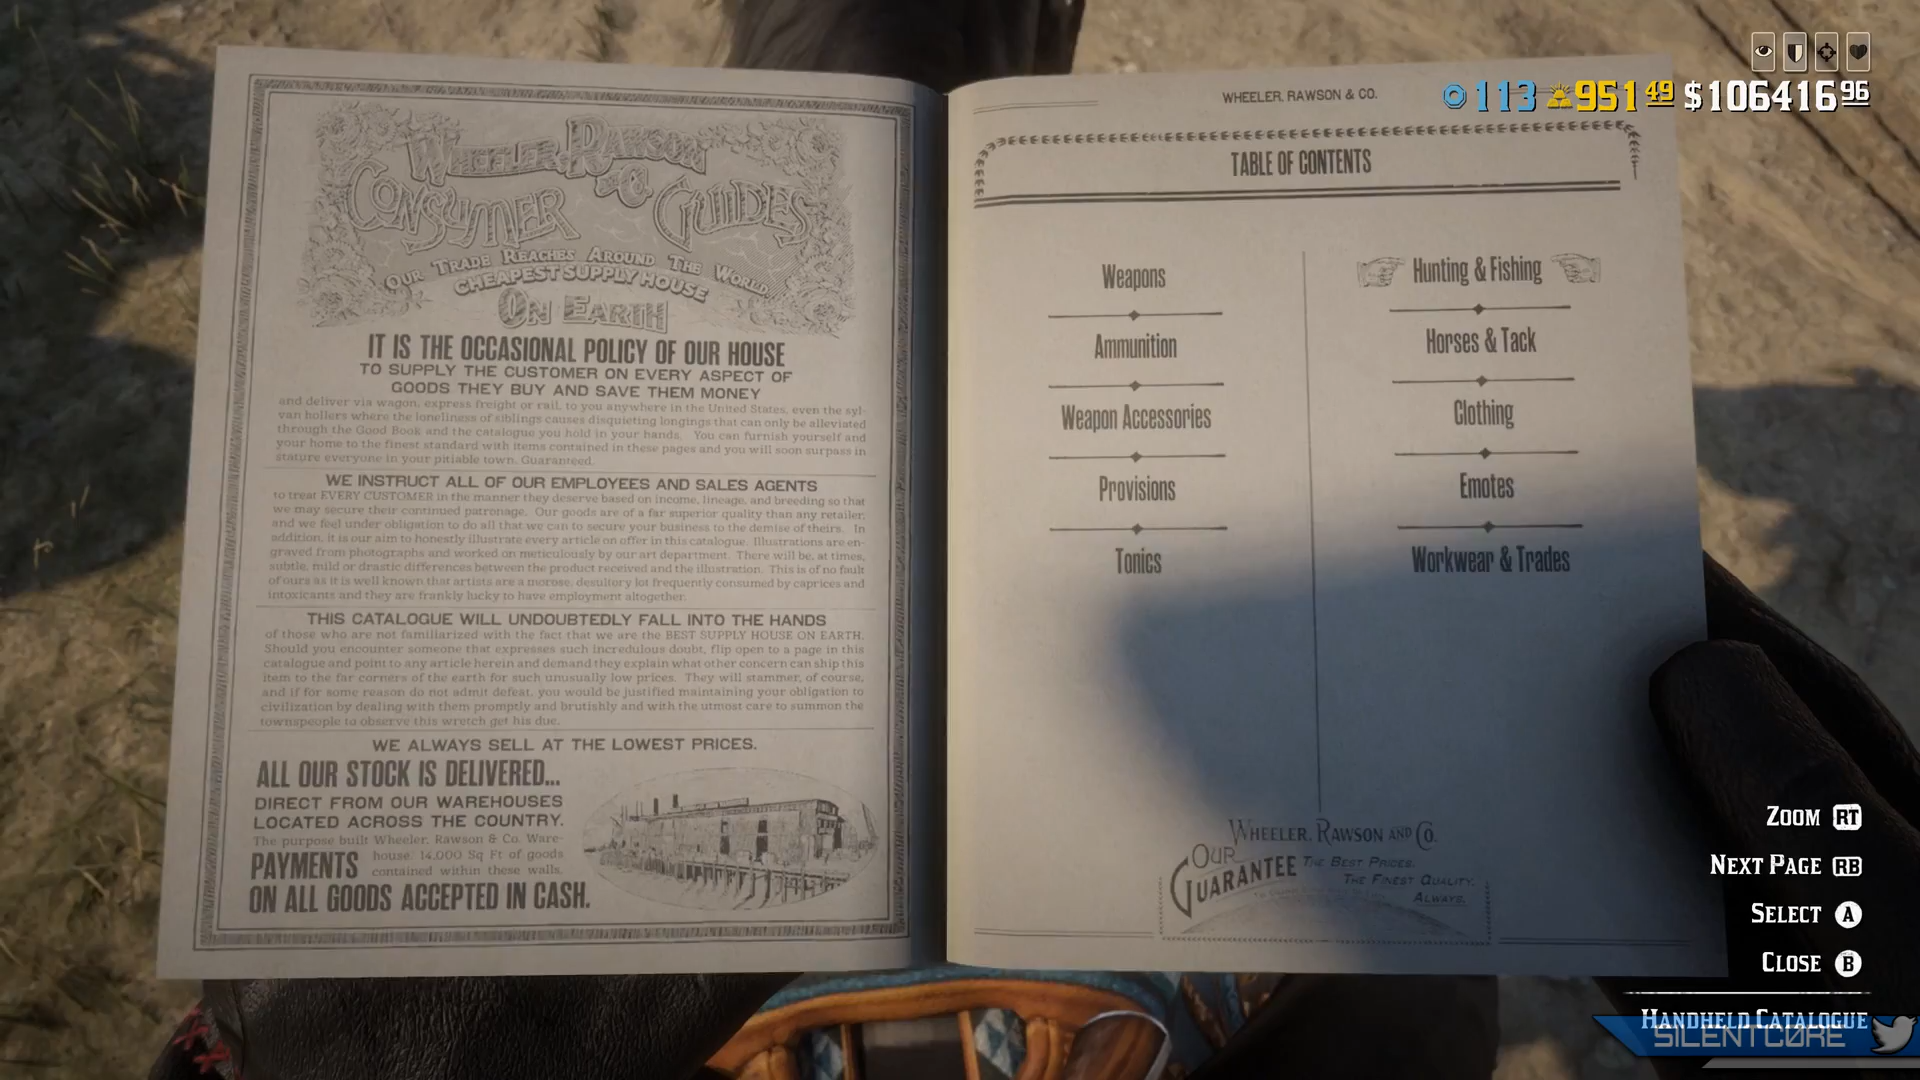 113 951 49 $106416 96
WHEELER, RAWSON & CO.
CONSUMER GUIDES
OUR TRADE REACHES AROUND THE WORLD
CHEAPEST SUPPLY HOUSE
ON EARTH
IT IS THE OCCASIONAL POLICY OF OUR HOUSE
TO SUPPLY THE CUSTOMER ON EVERY ASPECT OF
GOODS THEY BUY AND SAVE THEM MONEY
and deliver via wagon, express freight or rail, to you anywhere in the United States, even the syl-
van hollers where the loneliness of siblings causes disquieting longings that can only be alleviated
through the Good Book and the catalogue you hold in your hands. You can furnish yourself and
your home to the finest standard with items contained in these pages and you will soon surpass in
stature everyone in your pitiable town. Guaranteed.
WE INSTRUCT ALL OF OUR EMPLOYEES AND SALES AGENTS
to treat EVERY CUSTOMER in the manner they deserve based on income, lineage, and breeding so that
we may secure their continued patronage. Our goods are of a far superior quality than any retailer,
and we feel under obligation to do all that we can to secure your business to the demise of theirs. In
addition, it is our aim to honestly illustrate every article on offer in this catalogue. Illustrations are en-
graved from photographs and worked on meticulously by our art department. There will be, at times,
subtle, mild or drastic differences between the product received and the illustration. This is of no fault
of ours as it is well known that artists are a morose, desultory lot frequently consumed by caprices and
intoxicants and they are frankly lucky to have employment altogether.
THIS CATALOGUE WILL UNDOUBTEDLY FALL INTO THE HANDS
of those who are not familiarized with the fact that we are the BEST SUPPLY HOUSE ON EARTH.
Should you encounter someone that expresses such incredulous doubt, flip open to a page in this
catalogue and point to any article herein and demand they explain what other concern can ship this
item to the far corners of the earth for such unusually low prices. They will stammer, of course,
and if for some reason do not admit defeat, you would be justified maintaining your obligation to
civilization by dealing with them promptly and brutishly and with the utmost care to summon the
townspeople to observe this wretch get his due.
WE ALWAYS SELL AT THE LOWEST PRICES.
ALL OUR STOCK IS DELIVERED...
DIRECT FROM OUR WAREHOUSES
LOCATED ACROSS THE COUNTRY.
The purpose built Wheeler, Rawson & Co. Ware-
house. 14,000 Sq Ft of goods
contained within these walls.
PAYMENTS
ON ALL GOODS ACCEPTED IN CASH.
WHEELER, RAWSON & CO.
TABLE OF CONTENTS
Weapons
Ammunition
Weapon Accessories
Provisions
Tonics
Hunting & Fishing
Horses & Tack
Clothing
Emotes
Workwear & Trades
WHEELER, RAWSON AND CO.
OUR
GUARANTEE
THE BEST PRICES.
THE FINEST QUALITY.
ALWAYS.
ZOOM RT
NEXT PAGE RB
SELECT A
CLOSE B
HANDHELD CATALOGUE
SILENTC0RE